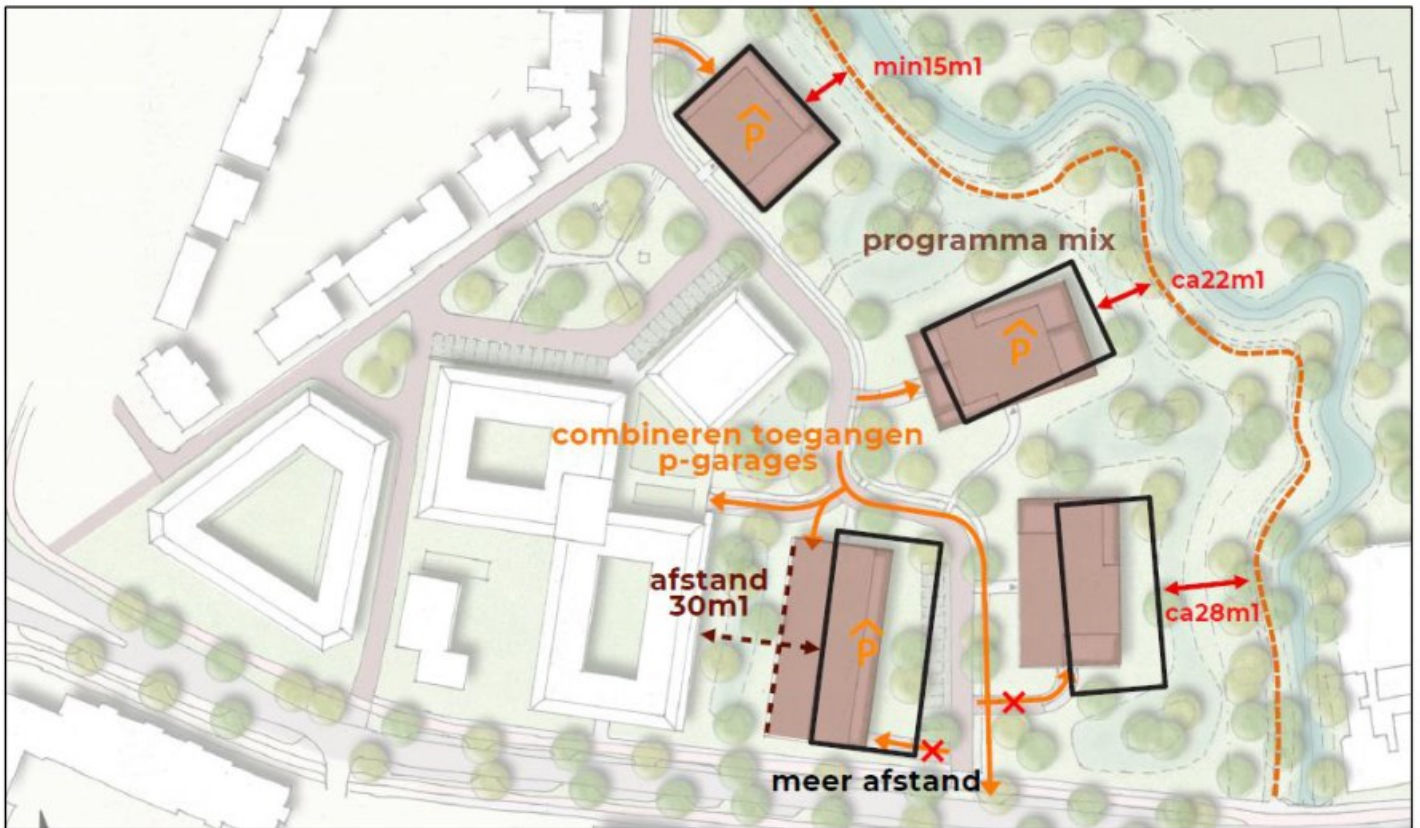 min15m1
P
programma mix
ca22m1
P
combineren toegangen
p-garages
afstand
30m1
P
ca28m1
meer afstand